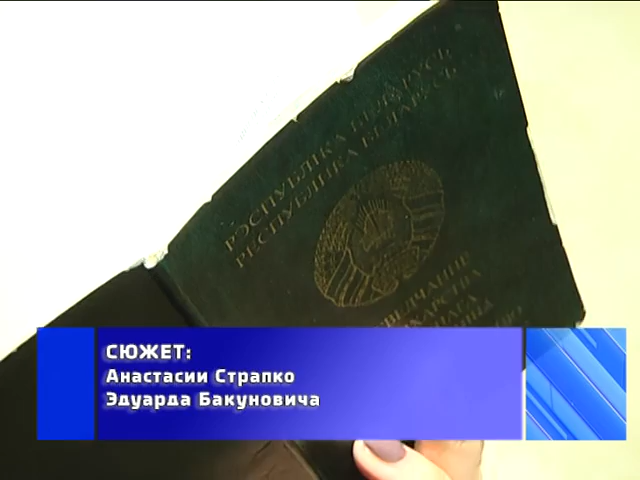 РЭСПУБЛІКА БЕЛАРУСЬ
РЕСПУБЛИКА БЕЛАРУСЬ
СЮЖЕТ:
Анастасии Страпко
Эдуарда Бакуновича